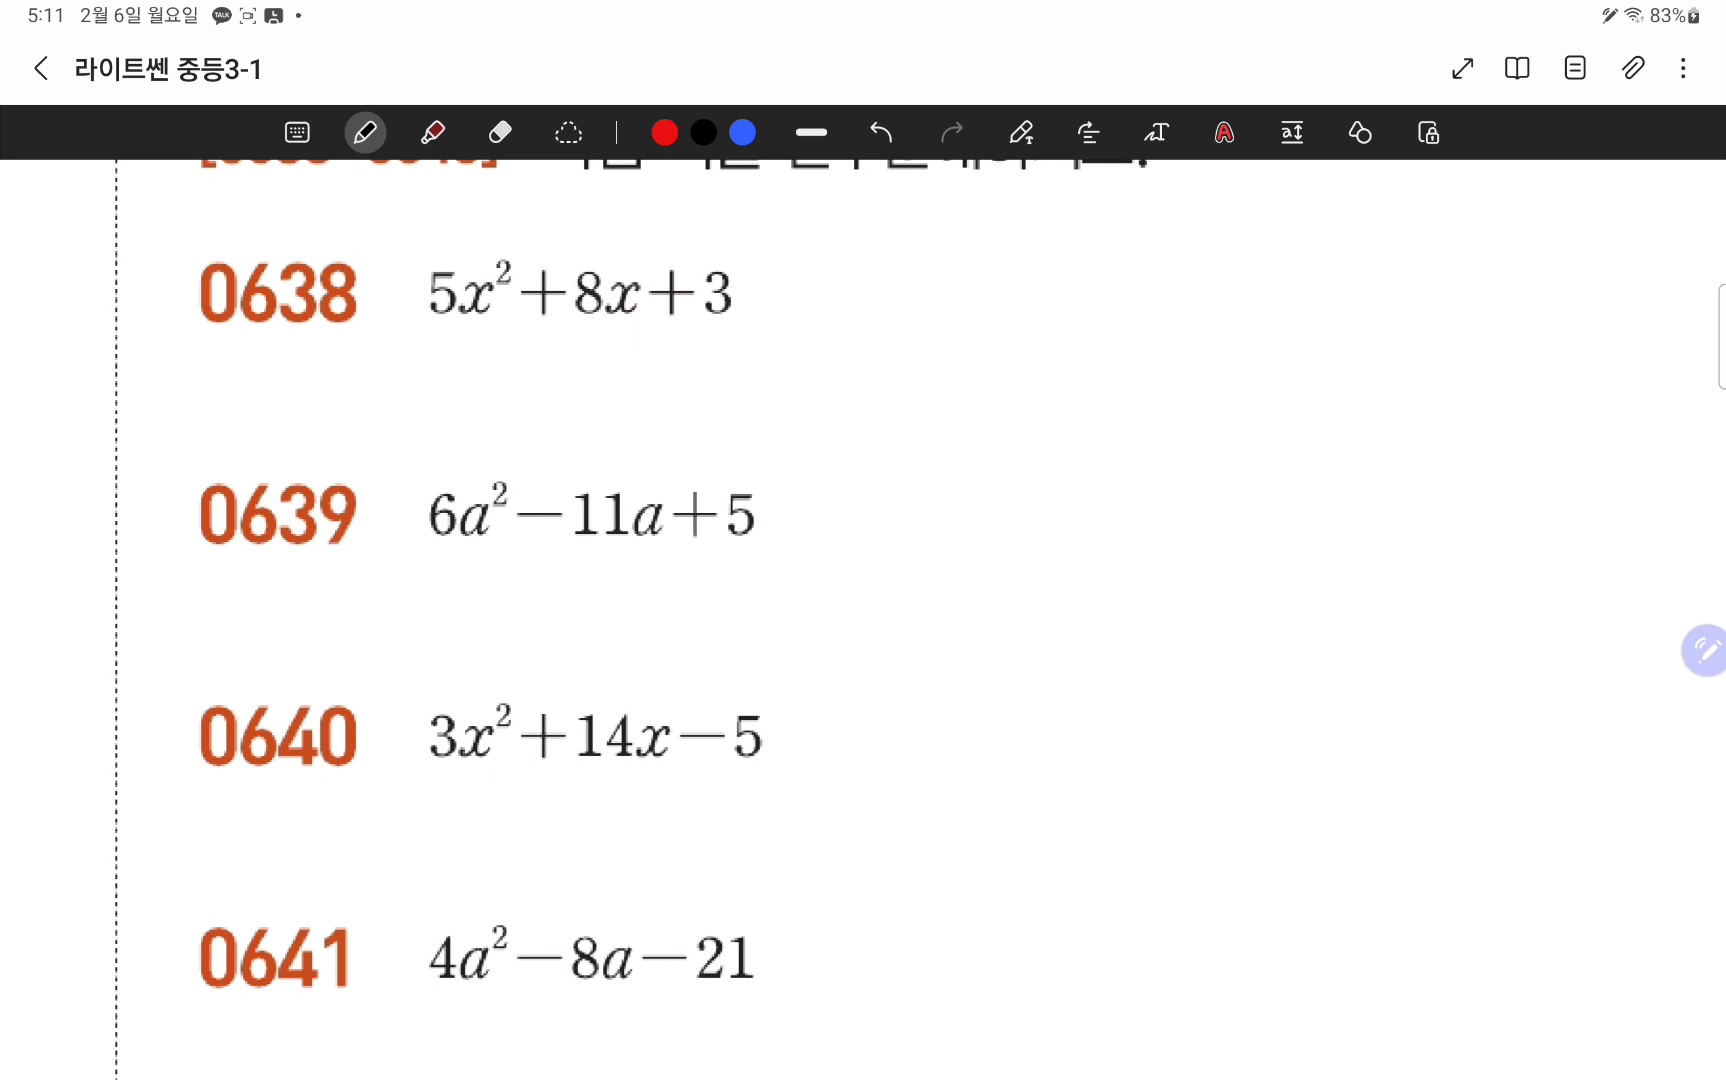 5:11 2월 6일 월요일 TALK 83%
라이트쎈 중등3-1
0638 5x²+8x+3
0639 6a²−11a+5
0640 3x²+14x−5
0641 4a²−8a−21